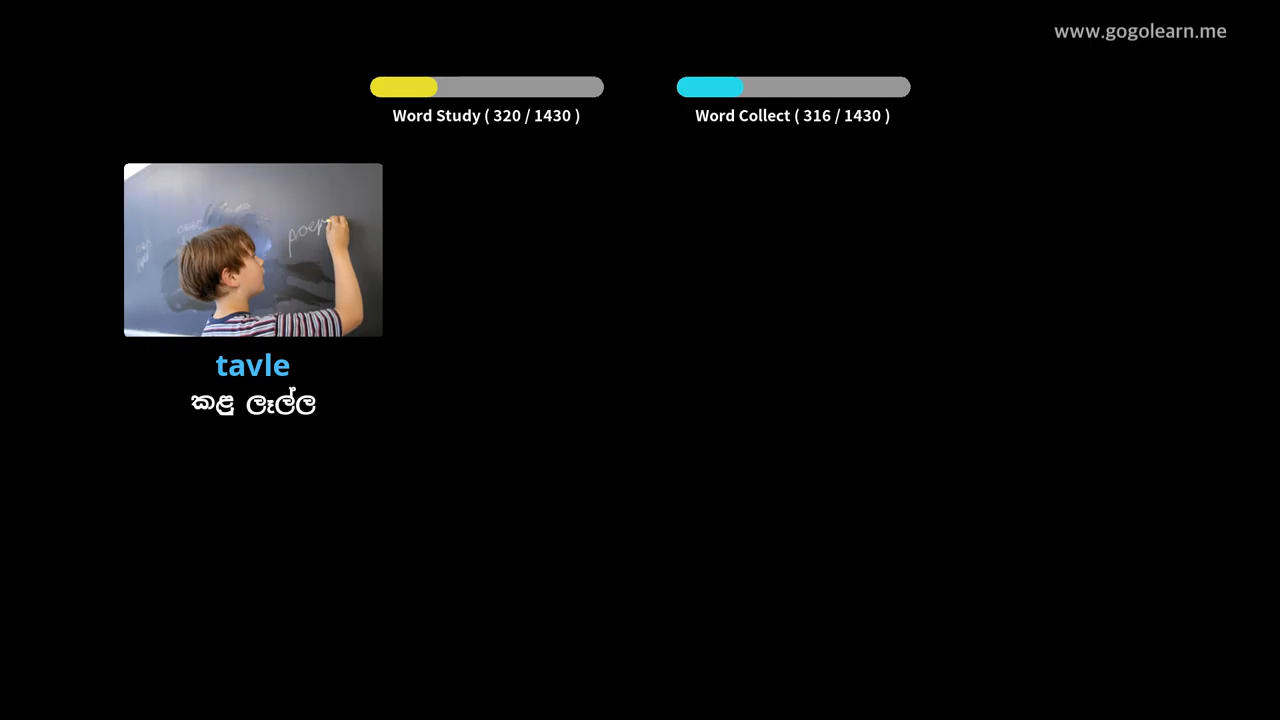 www.gogolearn.me
Word Study ( 320 / 1430 )
Word Collect ( 316 / 1430 )
tavle
කළු ලෑල්ල